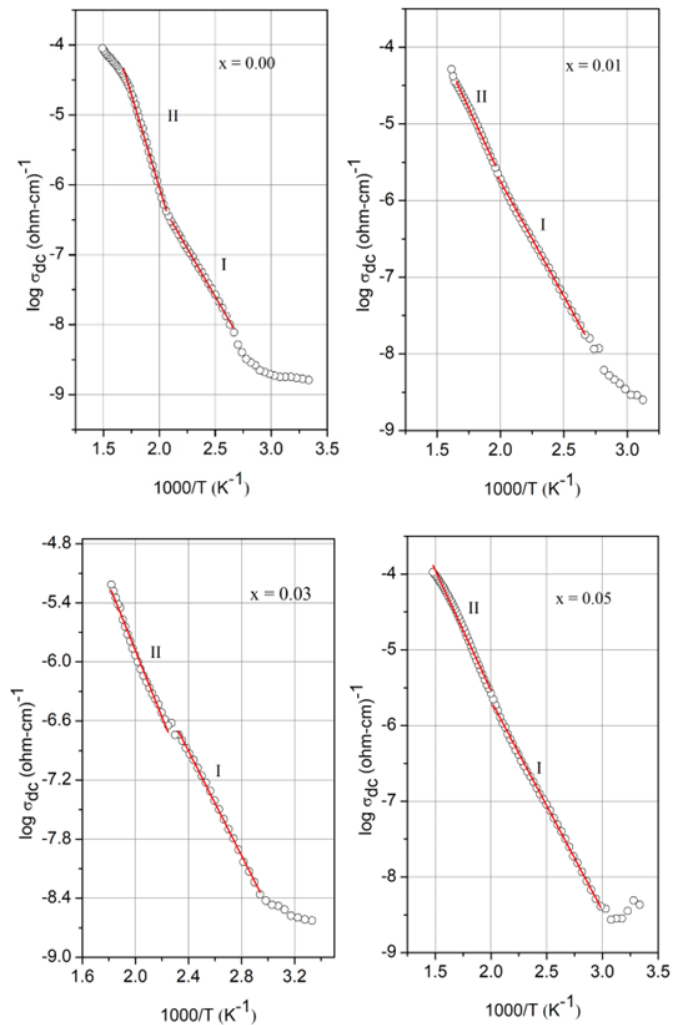 x = 0.00
II
I
log σdc (ohm-cm)-1
-4
-5
-6
-7
-8
-9
1.5 2.0 2.5 3.0 3.5
1000/T (K-1)
x = 0.01
II
I
log σdc (ohm-cm)-1
-4
-5
-6
-7
-8
-9
1.5 2.0 2.5 3.0
1000/T (K-1)
x = 0.03
II
I
log σdc (ohm-cm)-1
-4.8
-5.4
-6.0
-6.6
-7.2
-7.8
-8.4
-9.0
1.6 2.0 2.4 2.8 3.2
1000/T (K-1)
x = 0.05
II
I
log σdc (ohm-cm)-1
-4
-5
-6
-7
-8
-9
1.5 2.0 2.5 3.0 3.5
1000/T (K-1)